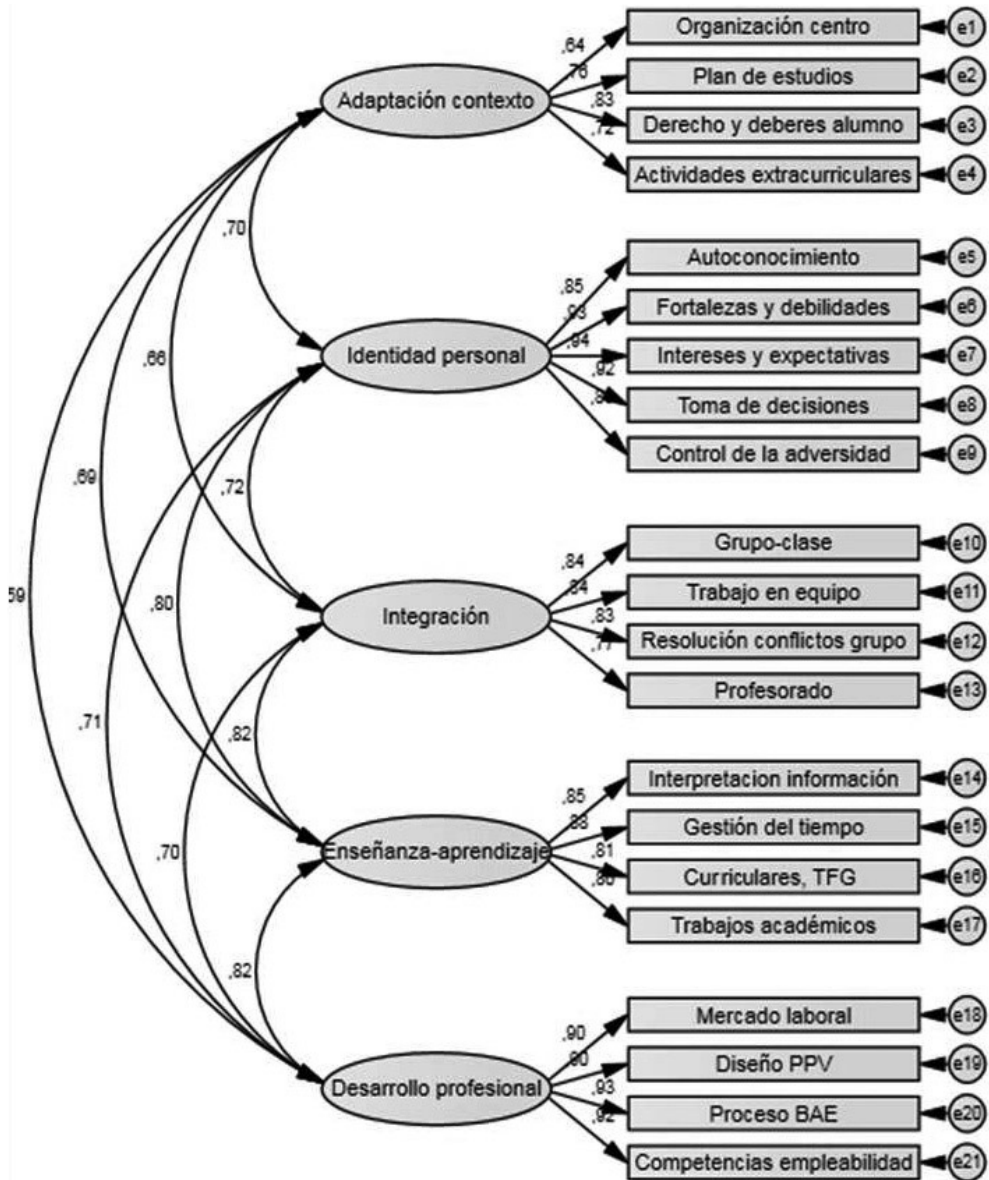 Organización centro
e1
,64
Plan de estudios
e2
,76
Adaptación contexto
,83
Derecho y deberes alumno
e3
,72
Actividades extracurriculares
e4
,70
Autoconocimiento
e5
,85
Fortalezas y debilidades
e6
,93
Identidad personal
,94
Intereses y expectativas
e7
,66
,92
Toma de decisiones
e8
Control de la adversidad
e9
,69
,72
Grupo-clase
e10
,84
,59
,80
Trabajo en equipo
e11
,84
Integración
,83
Resolución conflictos grupo
e12
,77
Profesorado
e13
,71
,82
Interpretacion información
e14
,85
Gestión del tiempo
e15
,70
Enseñanza-aprendizaje
,81
Curriculares, TFG
e16
Trabajos académicos
e17
,82
Mercado laboral
e18
,90
Diseño PPV
e19
,90
Desarrollo profesional
,93
Proceso BAE
e20
,92
Competencias empleabilidad
e21